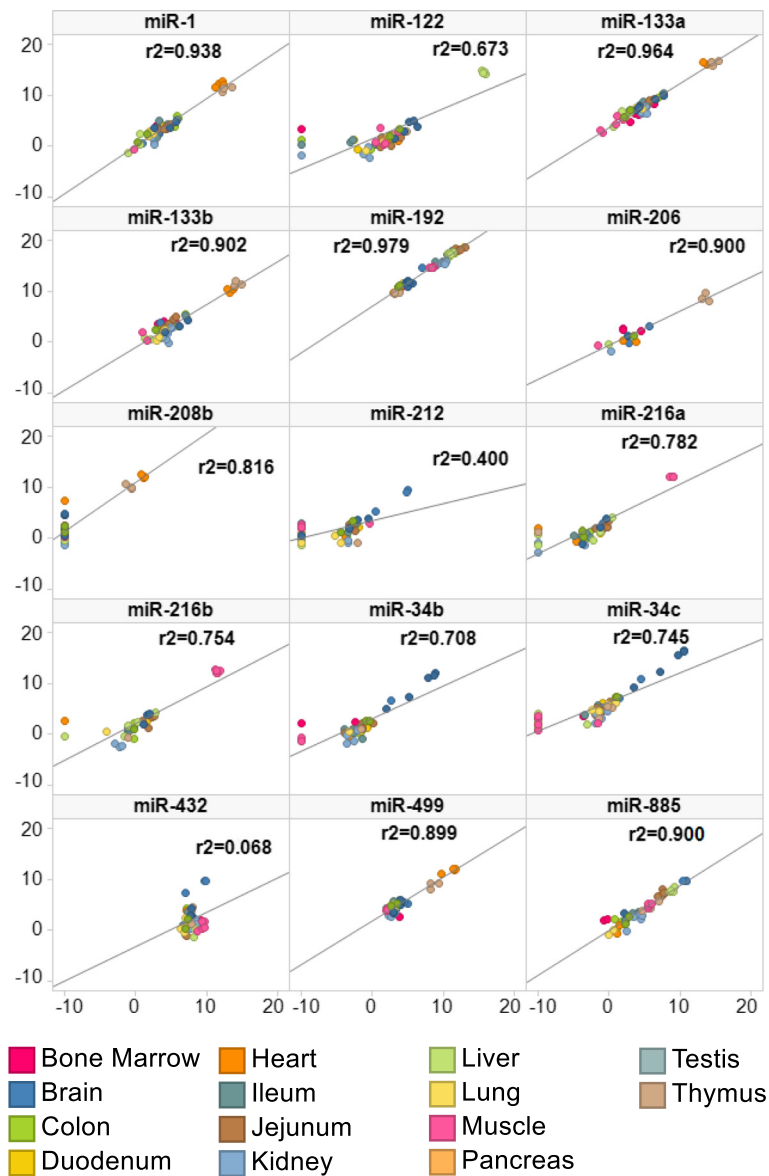 miR-1 miR-122 miR-133a
20 r2=0.938 r2=0.673 r2=0.964
10
0
-10
miR-133b miR-192 miR-206
20 r2=0.902 r2=0.979 r2=0.900
10
0
-10
miR-208b miR-212 miR-216a
20 r2=0.816 r2=0.400 r2=0.782
10
0
-10
miR-216b miR-34b miR-34c
20 r2=0.754 r2=0.708 r2=0.745
10
0
-10
miR-432 miR-499 miR-885
20 r2=0.068 r2=0.899 r2=0.900
10
0
-10
-10 0 10 20 -10 0 10 20 -10 0 10 20
Bone Marrow Heart Liver Testis
Brain Ileum Lung Thymus
Colon Jejunum Muscle
Duodenum Kidney Pancreas